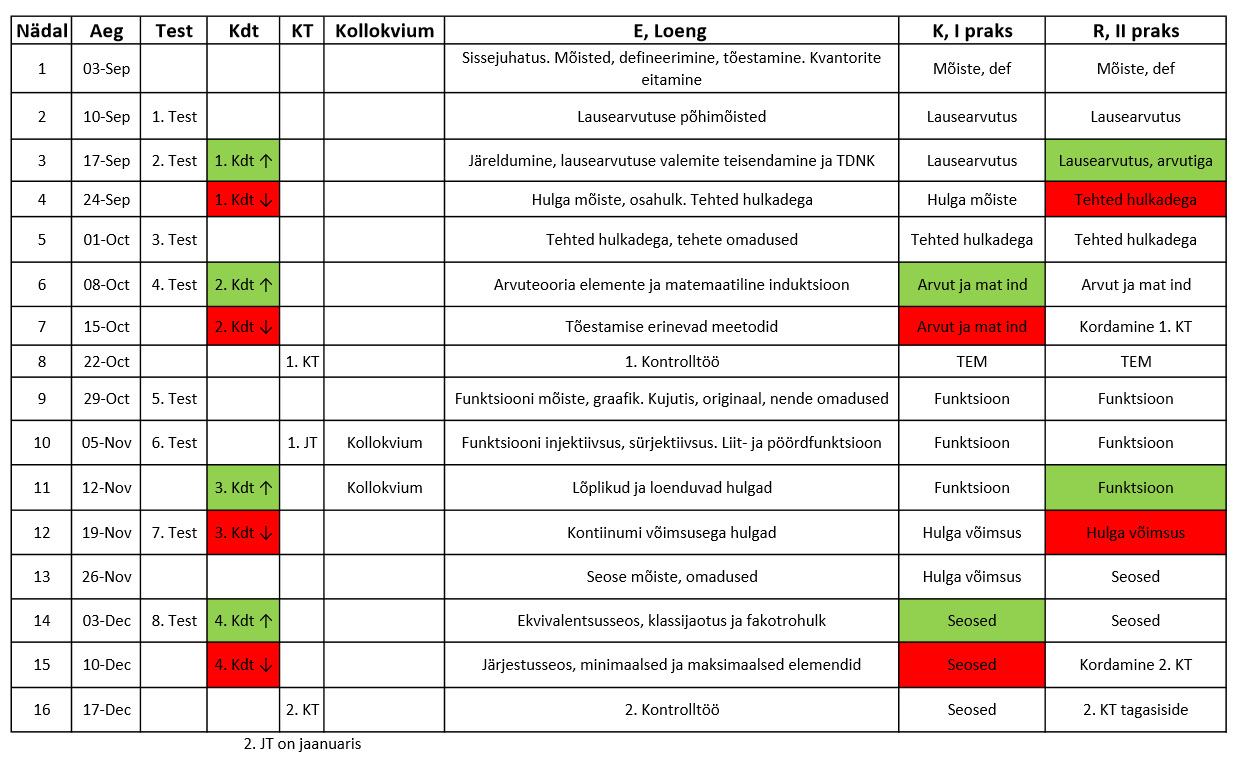 Nädal Aeg Test Kdt KT Kollokvium E, Loeng K, I praks R, II praks
1 03-Sep Sissejuhatus. Mõisted, defineerimine, tõestamine. Kvantorite eitamine Mõiste, def Mõiste, def
2 10-Sep 1. Test Lausearvutuse põhimõisted Lausearvutus Lausearvutus
3 17-Sep 2. Test 1. Kdt ↑ Järeldumine, lausearvutuse valemite teisendamine ja TDNK Lausearvutus Lausearvutus, arvutiga
4 24-Sep 1. Kdt ↓ Hulga mõiste, osahulk. Tehted hulkadega Hulga mõiste Tehted hulkadega
5 01-Oct 3. Test Tehted hulkadega, tehete omadused Tehted hulkadega Tehted hulkadega
6 08-Oct 4. Test 2. Kdt ↑ Arvuteooria elemente ja matemaatiline induktsioon Arvut ja mat ind Arvut ja mat ind
7 15-Oct 2. Kdt ↓ Tõestamise erinevad meetodid Arvut ja mat ind Kordamine 1. KT
8 22-Oct 1. KT 1. Kontrolltöö TEM TEM
9 29-Oct 5. Test Funktsiooni mõiste, graafik. Kujutis, originaal, nende omadused Funktsioon Funktsioon
10 05-Nov 6. Test 1. JT Kollokvium Funktsiooni injektiivsus, sürjektiivsus. Liit- ja pöördfunktsioon Funktsioon Funktsioon
11 12-Nov 3. Kdt ↑ Kollokvium Lõplikud ja loenduvad hulgad Funktsioon Funktsioon
12 19-Nov 7. Test 3. Kdt ↓ Kontiinumi võimsusega hulgad Hulga võimsus Hulga võimsus
13 26-Nov Seose mõiste, omadused Hulga võimsus Seosed
14 03-Dec 8. Test 4. Kdt ↑ Ekvivalentsusseos, klassijaotus ja fakotrohulk Seosed Seosed
15 10-Dec 4. Kdt ↓ Järjestusseos, minimaalsed ja maksimaalsed elemendid Seosed Kordamine 2. KT
16 17-Dec 2. KT 2. Kontrolltöö Seosed 2. KT tagasiside
2. JT on jaanuaris